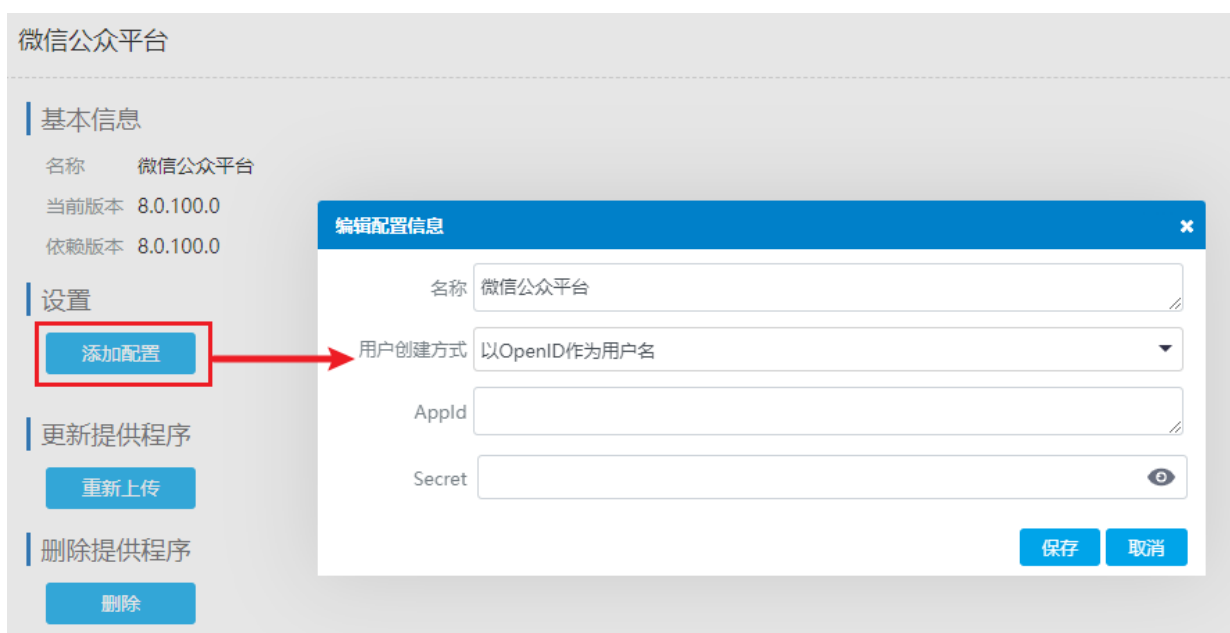 微信公众平台
基本信息
名称 微信公众平台
当前版本 8.0.100.0
依赖版本 8.0.100.0
设置
添加配置
更新提供程序
重新上传
删除提供程序
删除
编辑配置信息
名称 微信公众平台
用户创建方式 以OpenID作为用户名
AppId
Secret
保存 取消